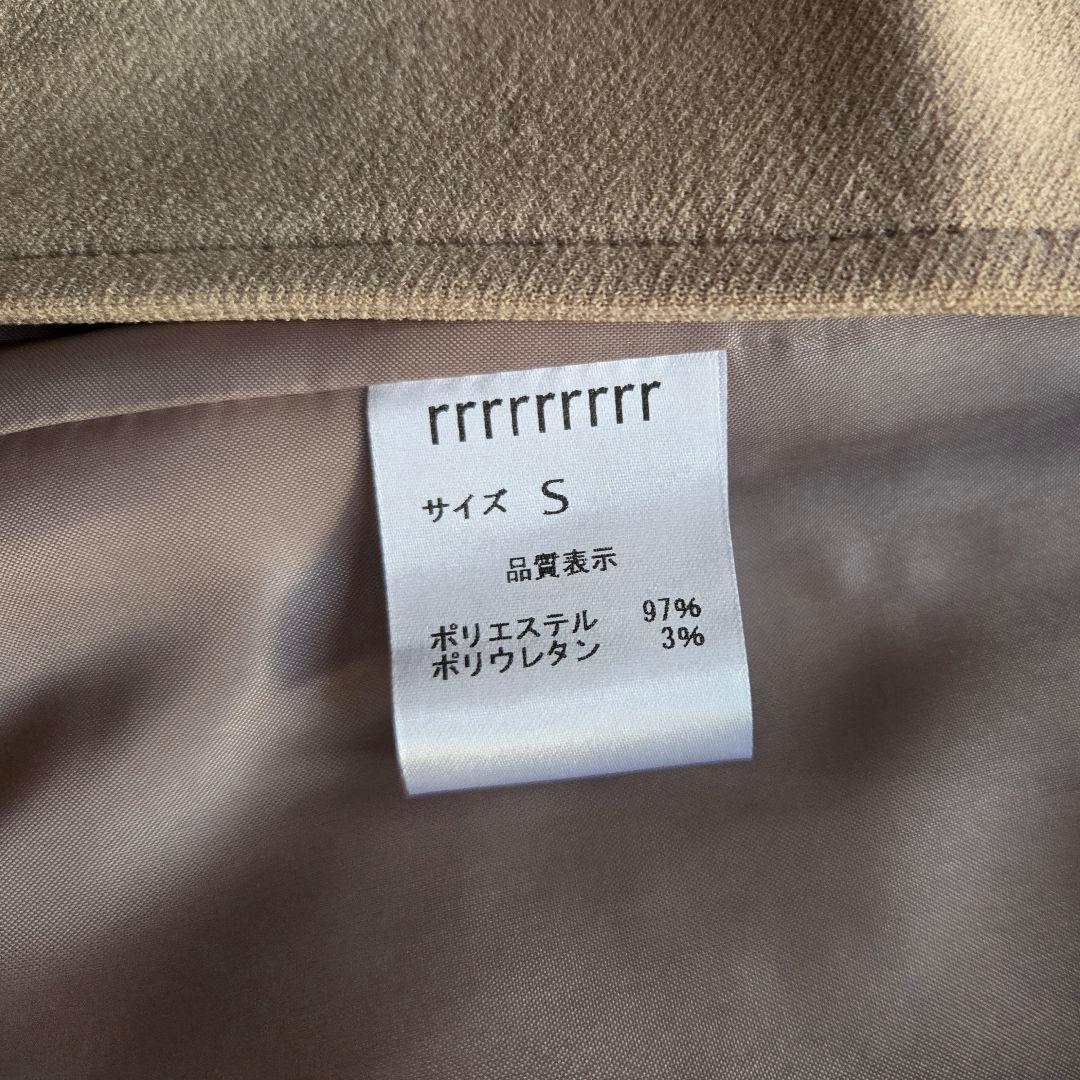 rrrrrrrrr
サイズ S
品質表示
ポリエステル 97%
ポリウレタン 3%